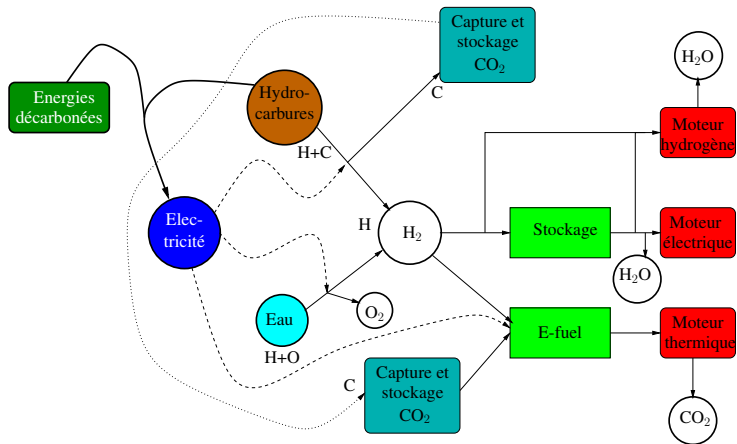 Capture et
stockage
CO₂
H₂O
Energies
décarbonées
Hydro-
carbures
C
Moteur
hydrogène
H+C
Elec-
tricité
H
H₂
Stockage
Moteur
électrique
H₂O
Eau
O₂
H+O
E-fuel
Moteur
thermique
C
Capture et
stockage
CO₂
CO₂